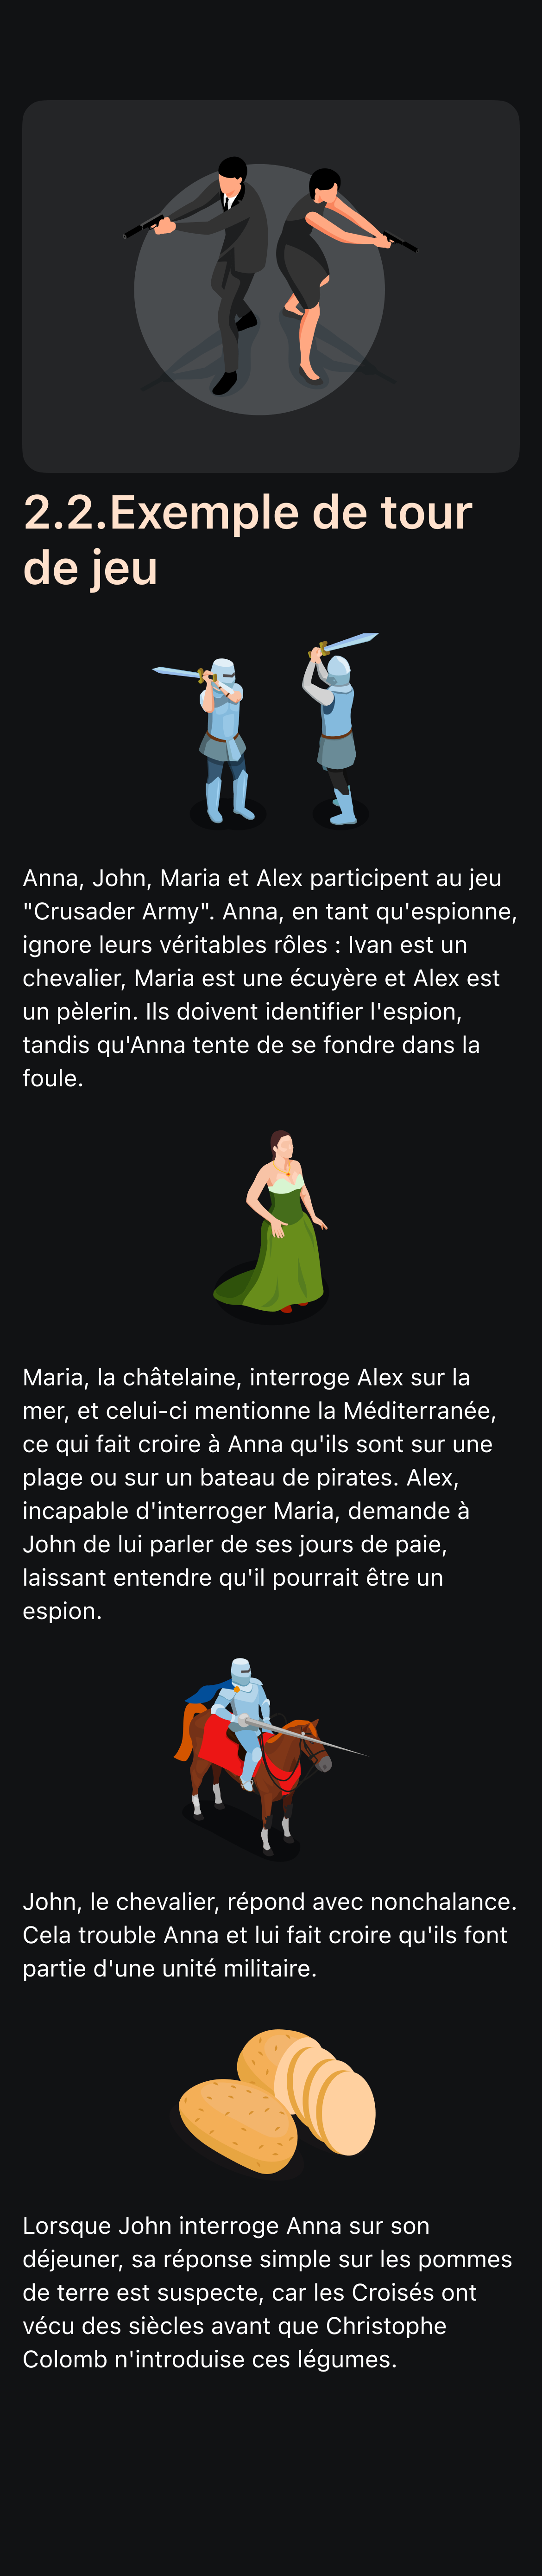 2.2.Exemple de tour
de jeu
Anna, John, Maria et Alex participent au jeu
"Crusader Army". Anna, en tant qu'espionne,
ignore leurs véritables rôles : Ivan est un
chevalier, Maria est une écuyère et Alex est
un pèlerin. Ils doivent identifier l'espion,
tandis qu'Anna tente de se fondre dans la
foule.
Maria, la châtelaine, interroge Alex sur la
mer, et celui-ci mentionne la Méditerranée,
ce qui fait croire à Anna qu'ils sont sur une
plage ou sur un bateau de pirates. Alex,
incapable d'interroger Maria, demande à
John de lui parler de ses jours de paie,
laissant entendre qu'il pourrait être un
espion.
John, le chevalier, répond avec nonchalance.
Cela trouble Anna et lui fait croire qu'ils font
partie d'une unité militaire.
Lorsque John interroge Anna sur son
déjeuner, sa réponse simple sur les pommes
de terre est suspecte, car les Croisés ont
vécu des siècles avant que Christophe
Colomb n'introduise ces légumes.